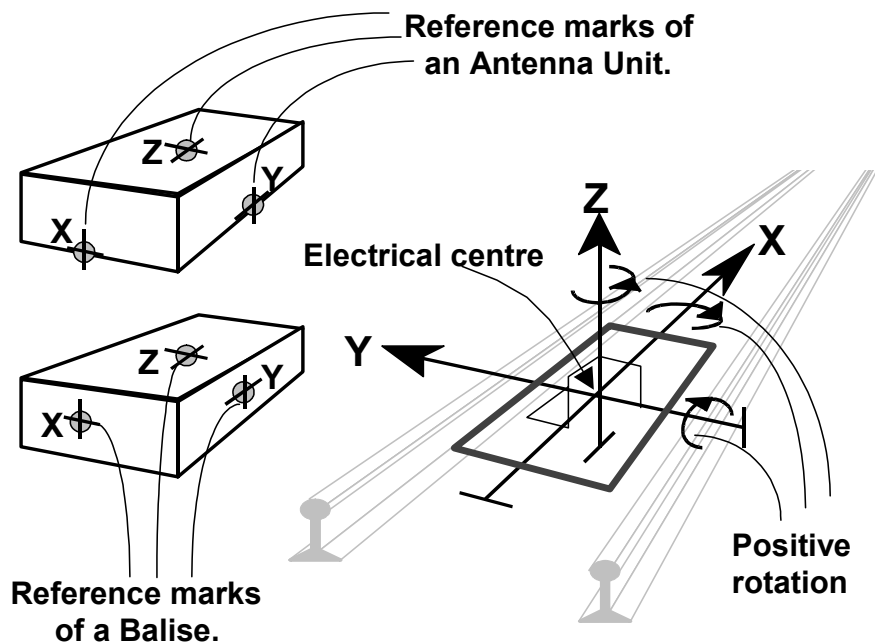 Reference marks of
an Antenna Unit.
Z
Y
X
Z
Y
X
Electrical centre
Z
X
Y
Positive
rotation
Reference marks
of a Balise.